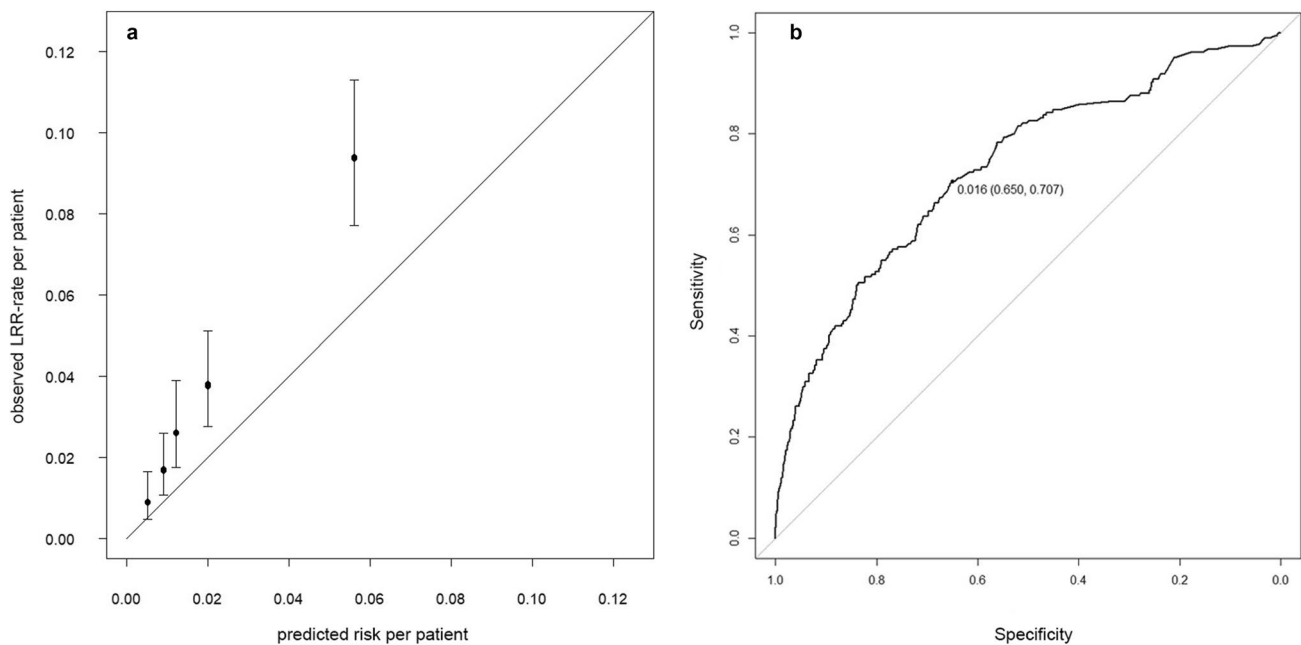 a
observed LRR-rate per patient
0.12
0.10
0.08
0.06
0.04
0.02
0.00
0.00 0.02 0.04 0.06 0.08 0.10 0.12
predicted risk per patient
b
Sensitivity
1.0
0.8
0.6
0.4
0.2
0.0
0.016 (0.650, 0.707)
1.0 0.8 0.6 0.4 0.2 0.0
Specificity